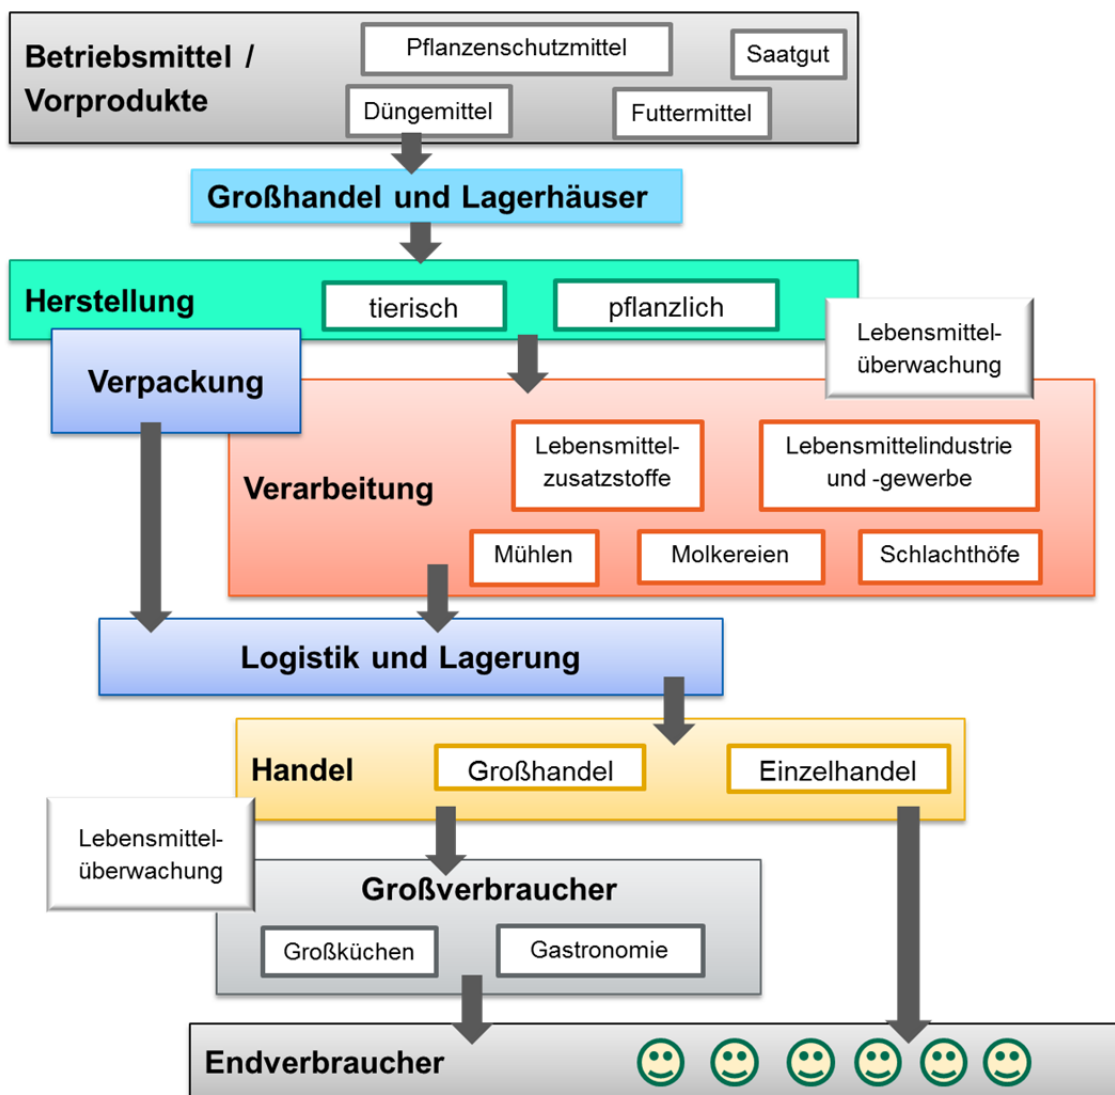 Betriebsmittel /
Vorprodukte
Pflanzenschutzmittel
Saatgut
Düngemittel
Futtermittel
Großhandel und Lagerhäuser
Herstellung
tierisch
pflanzlich
Lebensmittel-
überwachung
Verpackung
Verarbeitung
Lebensmittel-
zusatzstoffe
Lebensmittelindustrie
und -gewerbe
Mühlen
Molkereien
Schlachthöfe
Logistik und Lagerung
Handel
Großhandel
Einzelhandel
Lebensmittel-
überwachung
Großverbraucher
Großküchen
Gastronomie
Endverbraucher